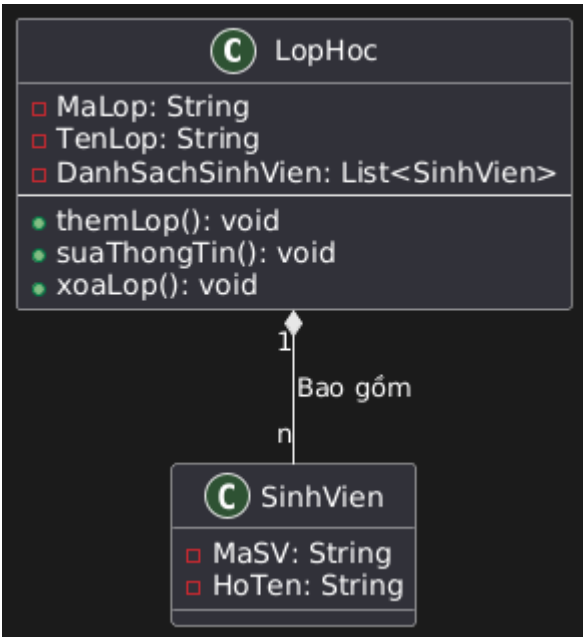 C LopHoc
MaLop: String
TenLop: String
DanhSachSinhVien: List<SinhVien>
themLop(): void
suaThongTin(): void
xoaLop(): void
1
Bao gồm
n
C SinhVien
MaSV: String
HoTen: String